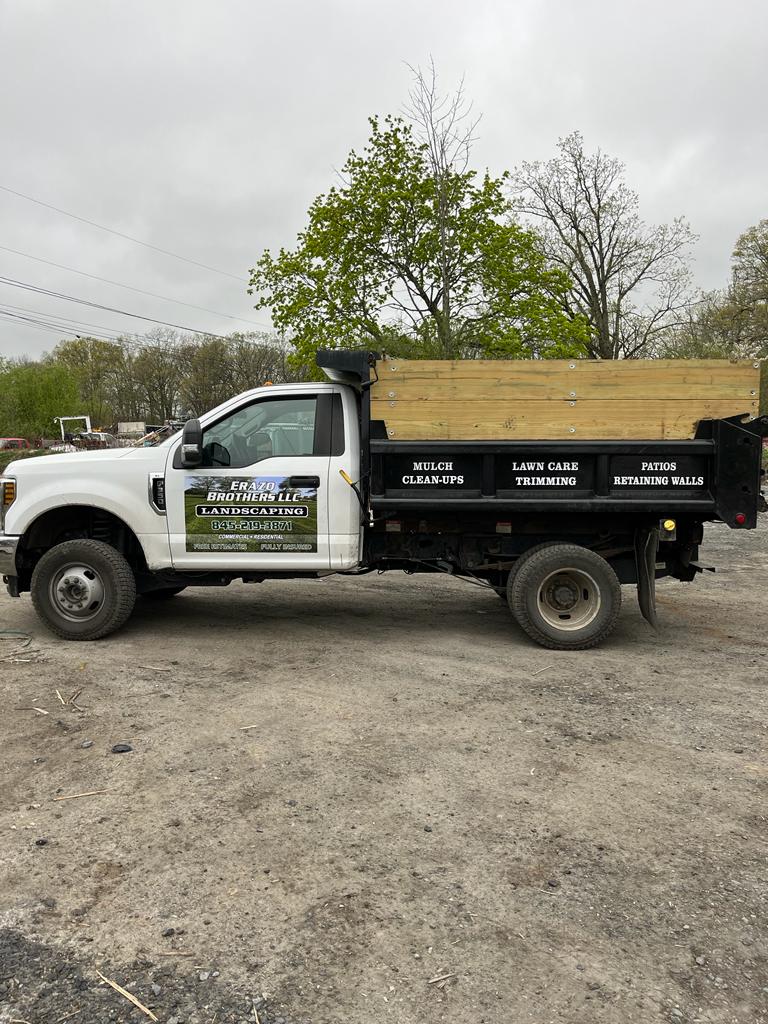 ERAZO
BROTHERS LLC
LANDSCAPING
845-219-3871
COMMERCIAL • RESIDENTIAL
FREE ESTIMATES FULLY INSURED
F-350
MULCH
CLEAN-UPS
LAWN CARE
TRIMMING
PATIOS
RETAINING WALLS